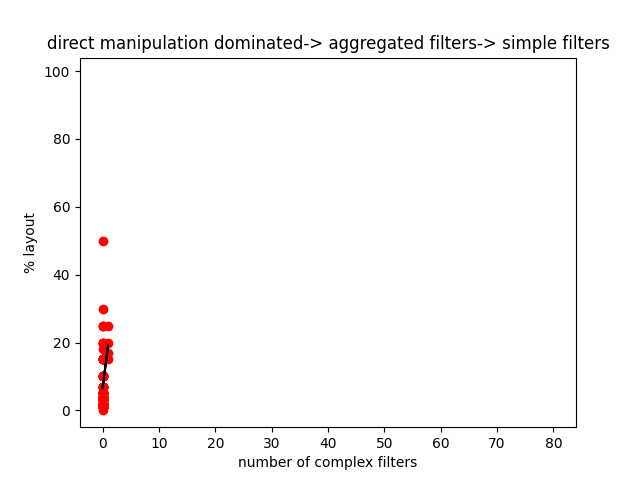 direct manipulation dominated-> aggregated filters-> simple filters
100
80
60
40
20
0
% layout
0 10 20 30 40 50 60 70 80
number of complex filters